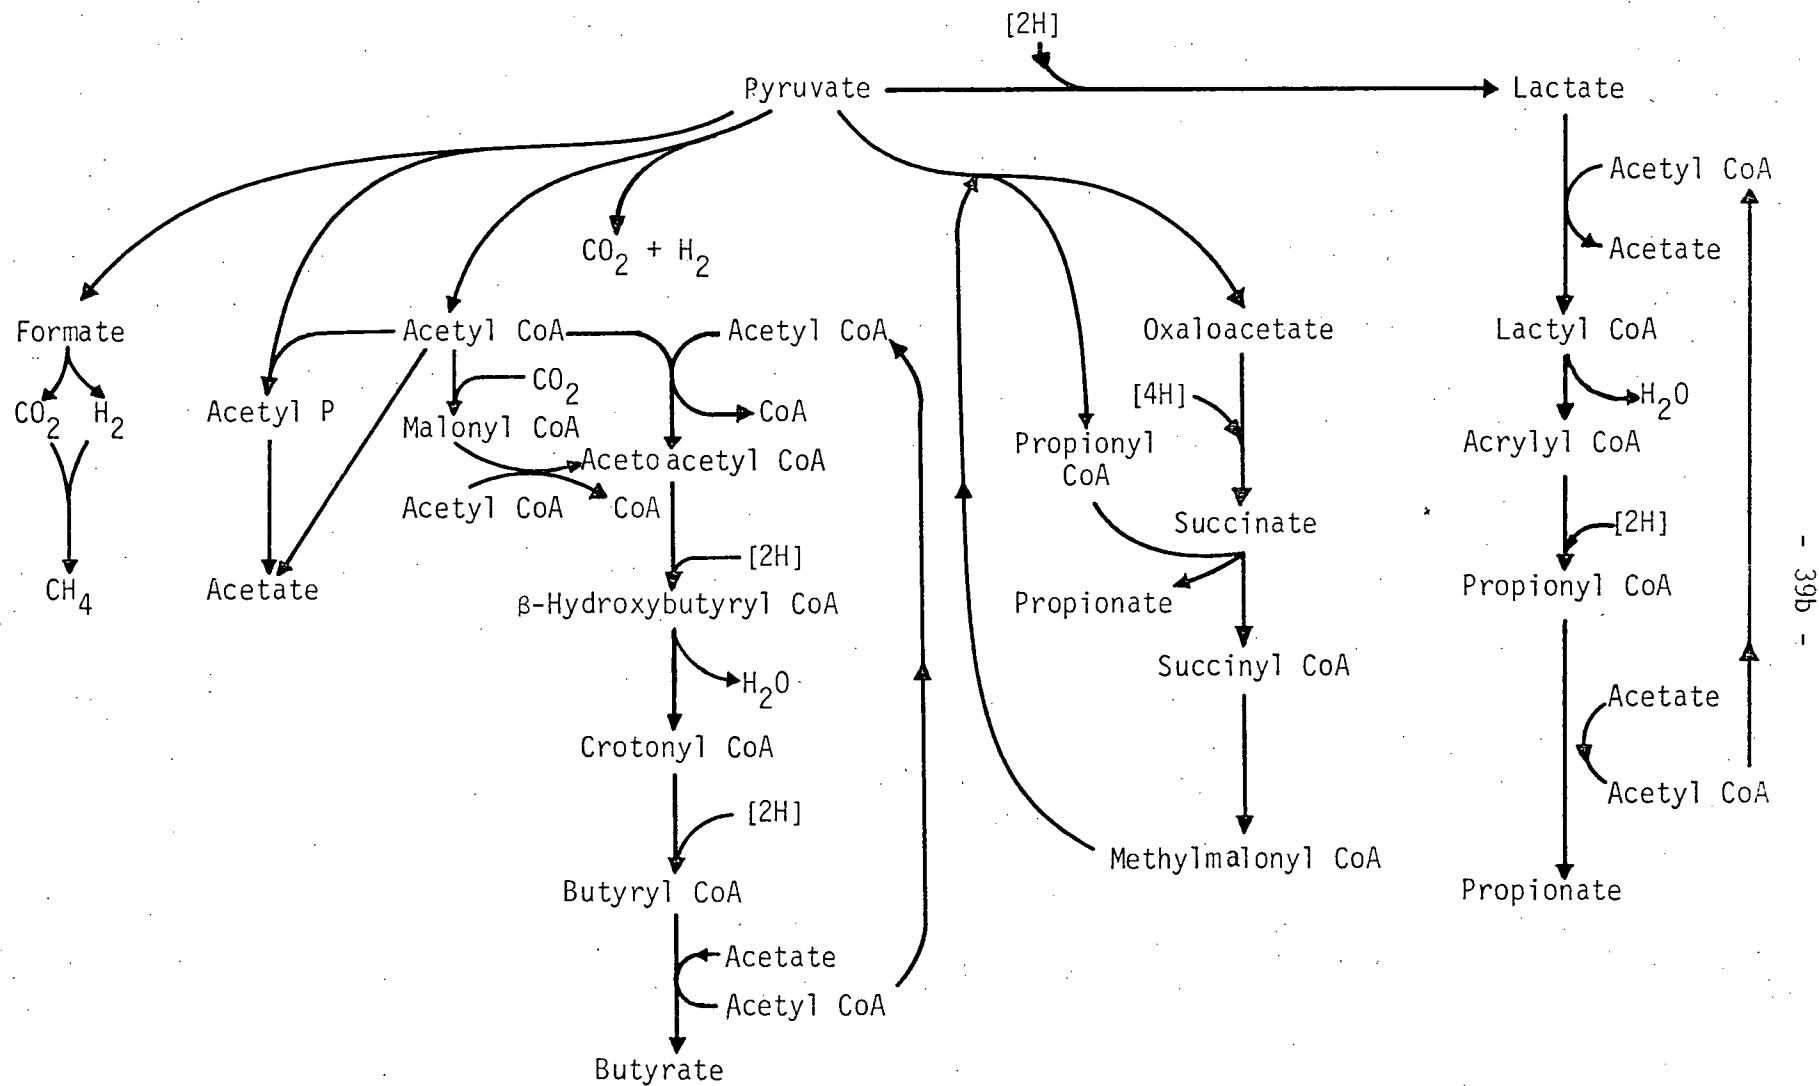 [2H]
Pyruvate
Lactate
Acetyl CoA
Acetate
CO2 + H2
Formate
Acetyl CoA
Acetyl CoA
Oxaloacetate
Lactyl CoA
CO2
H2
Acetyl P
CO2
CoA
[4H]
H2O
Malonyl CoA
Acetoacetyl CoA
Propionyl
CoA
Acrylyl CoA
Acetyl CoA
CoA
Succinate
[2H]
CH4
Acetate
[2H]
β-Hydroxybutyryl CoA
Propionate
Propionyl CoA
- 39b -
H2O
Succinyl CoA
Acetate
Crotonyl CoA
Acetyl CoA
[2H]
Methylmalonyl CoA
Butyryl CoA
Propionate
Acetate
Acetyl CoA
Butyrate